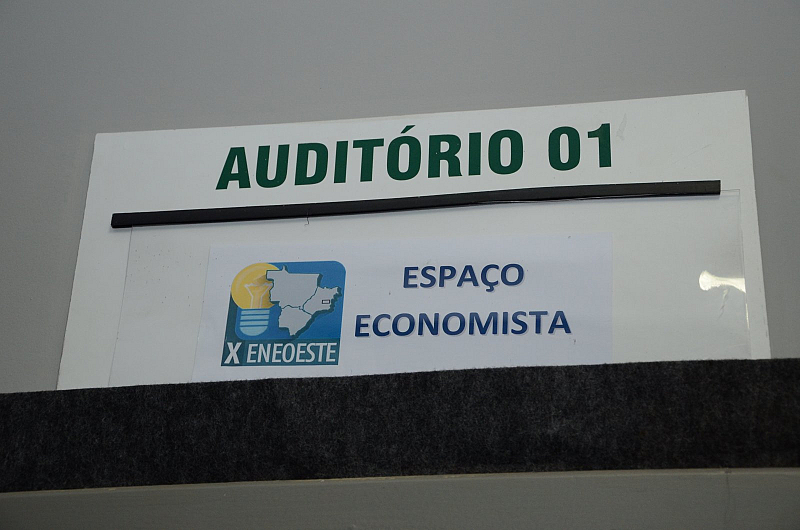 AUDITÓRIO 01
ESPAÇO
ECONOMISTA
X ENEOESTE